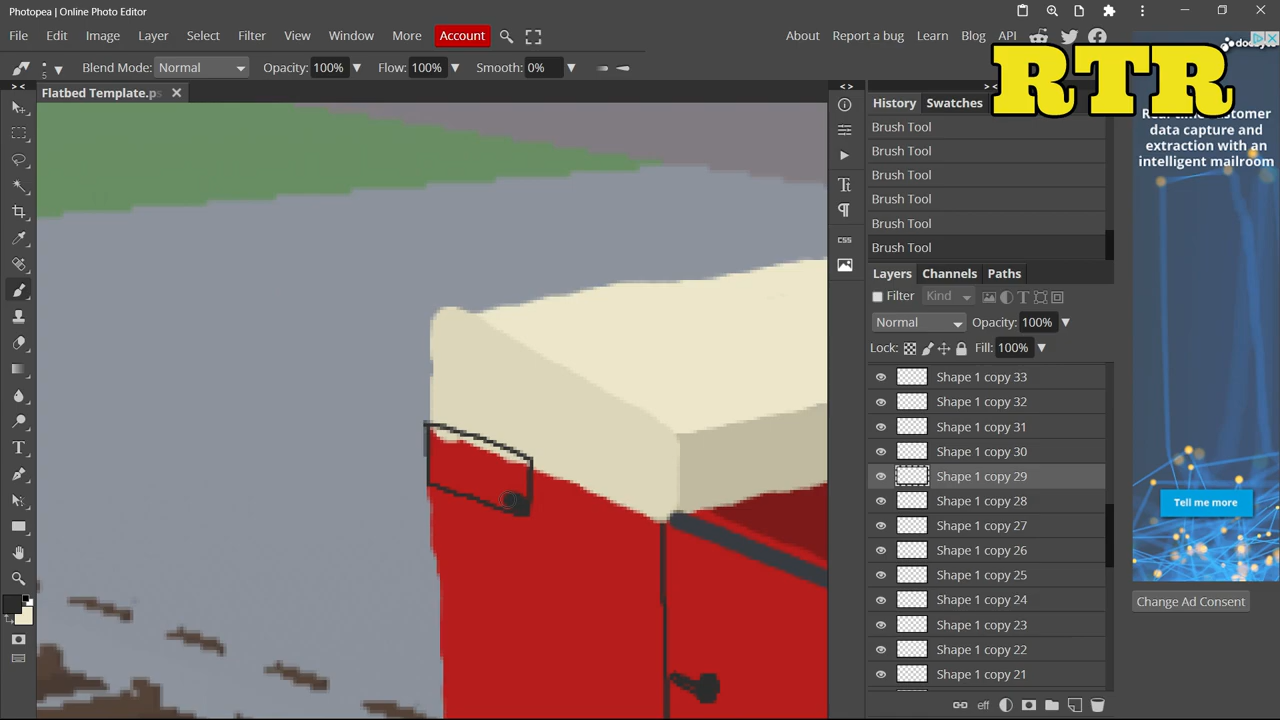 Photopea | Online Photo Editor
File Edit View Layer Select Filter View Window More Account
About Report a bug Learn Blog API
5 Blend Mode: Normal Opacity: 100% Flow: 100% Smooth: 0%
RTR
Flatbed Template.ps
History Swatches
Brush Tool
Brush Tool
Brush Tool
Brush Tool
Brush Tool
Brush Tool
CSS
Layers Channels Paths
Filter Kind
Normal Opacity: 100%
Lock: Fill: 100%
Shape 1 copy 33
Shape 1 copy 32
Shape 1 copy 31
Shape 1 copy 30
Shape 1 copy 29
Shape 1 copy 28
Shape 1 copy 27
Shape 1 copy 26
Shape 1 copy 25
Shape 1 copy 24
Shape 1 copy 23
Shape 1 copy 22
Shape 1 copy 21
eff
data capture and
extraction with an
intelligent mailroom
Tell me more
Change Ad Consent